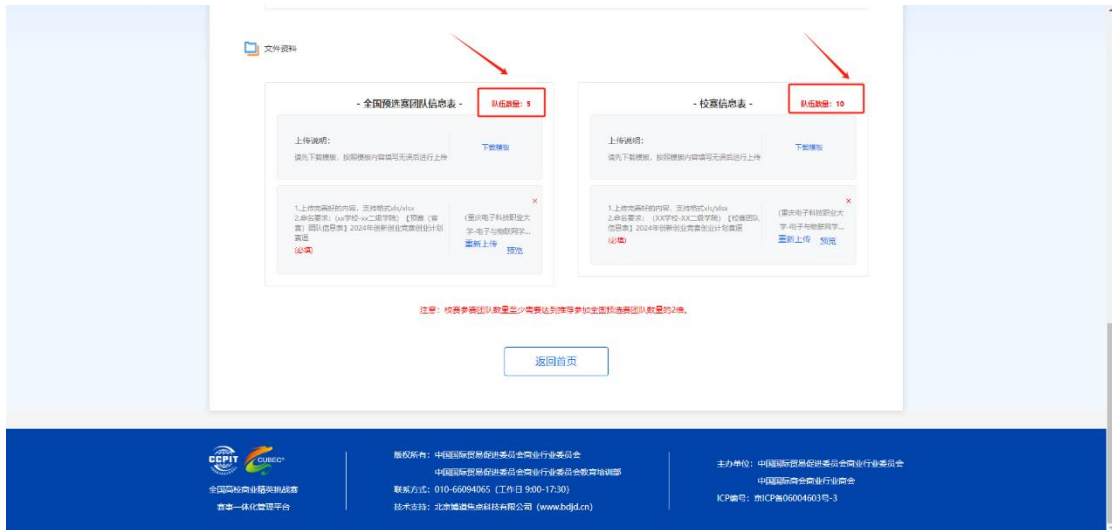 文件资料
- 全国预选赛团队信息表 -
队伍数量: 5
上传说明:
请先下载模版,按照模版内容填写无误后进行上传
下载模板
1.上传完善好的内容,支持格式xls/xlsx
2.命名要求:(xx学校-xx二级学院)【预赛(省
赛)团队信息表】2024年创新创业竞赛创业计划
赛道
(必填)
×
(重庆电子科技职业大
学-电子与物联网学...
重新上传 预览
- 校赛信息表 -
队伍数量: 10
上传说明:
请先下载模版,按照模版内容填写无误后进行上传
下载模板
1.上传完善好的内容,支持格式xls/xlsx
2.命名要求:(XX学校-XX二级学院)【校赛团队
信息表】2024年创新创业竞赛创业计划赛道
(必填)
×
(重庆电子科技职业大
学-电子与物联网学...
重新上传 预览
注意:校赛参赛团队数量至少需要达到推荐参加全国预选赛团队数量的2倍。
返回首页
CCPIT CUBEC
全国高校商业精英挑战赛
赛事一体化管理平台
版权所有:中国国际贸易促进委员会商业行业委员会
中国国际贸易促进委员会商业行业委员会教育培训部
联系方式:010-66094065 (工作日 9:00-17:30)
技术支持:北京博道焦点科技有限公司 (www.bdjd.cn)
主办单位:中国国际贸易促进委员会商业行业委员会
中国国际商会商业行业商会
ICP备号:京ICP备06004603号-3